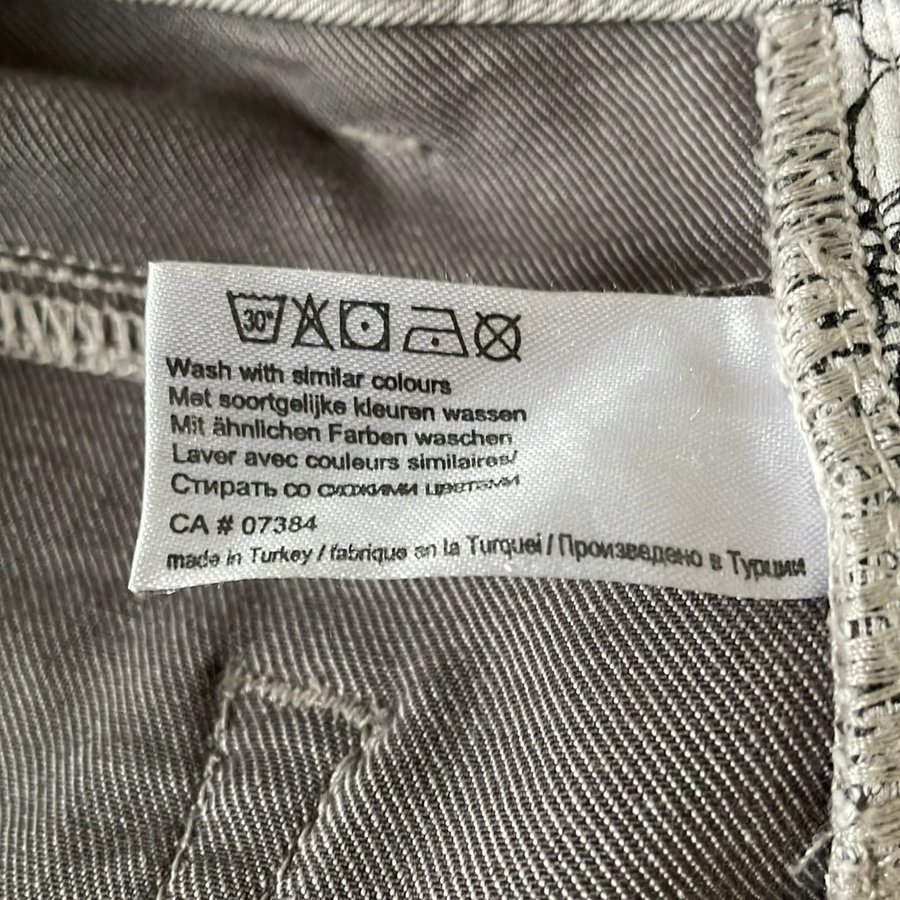 30°
Wash with similar colours
Met soortgelijke kleuren wassen
Mit ähnlichen Farben waschen
Laver avec couleurs similaires/
Стирать со схожими цветами
CA # 07384
made in Turkey / fabrique en la Turquei / Произведено в Турции